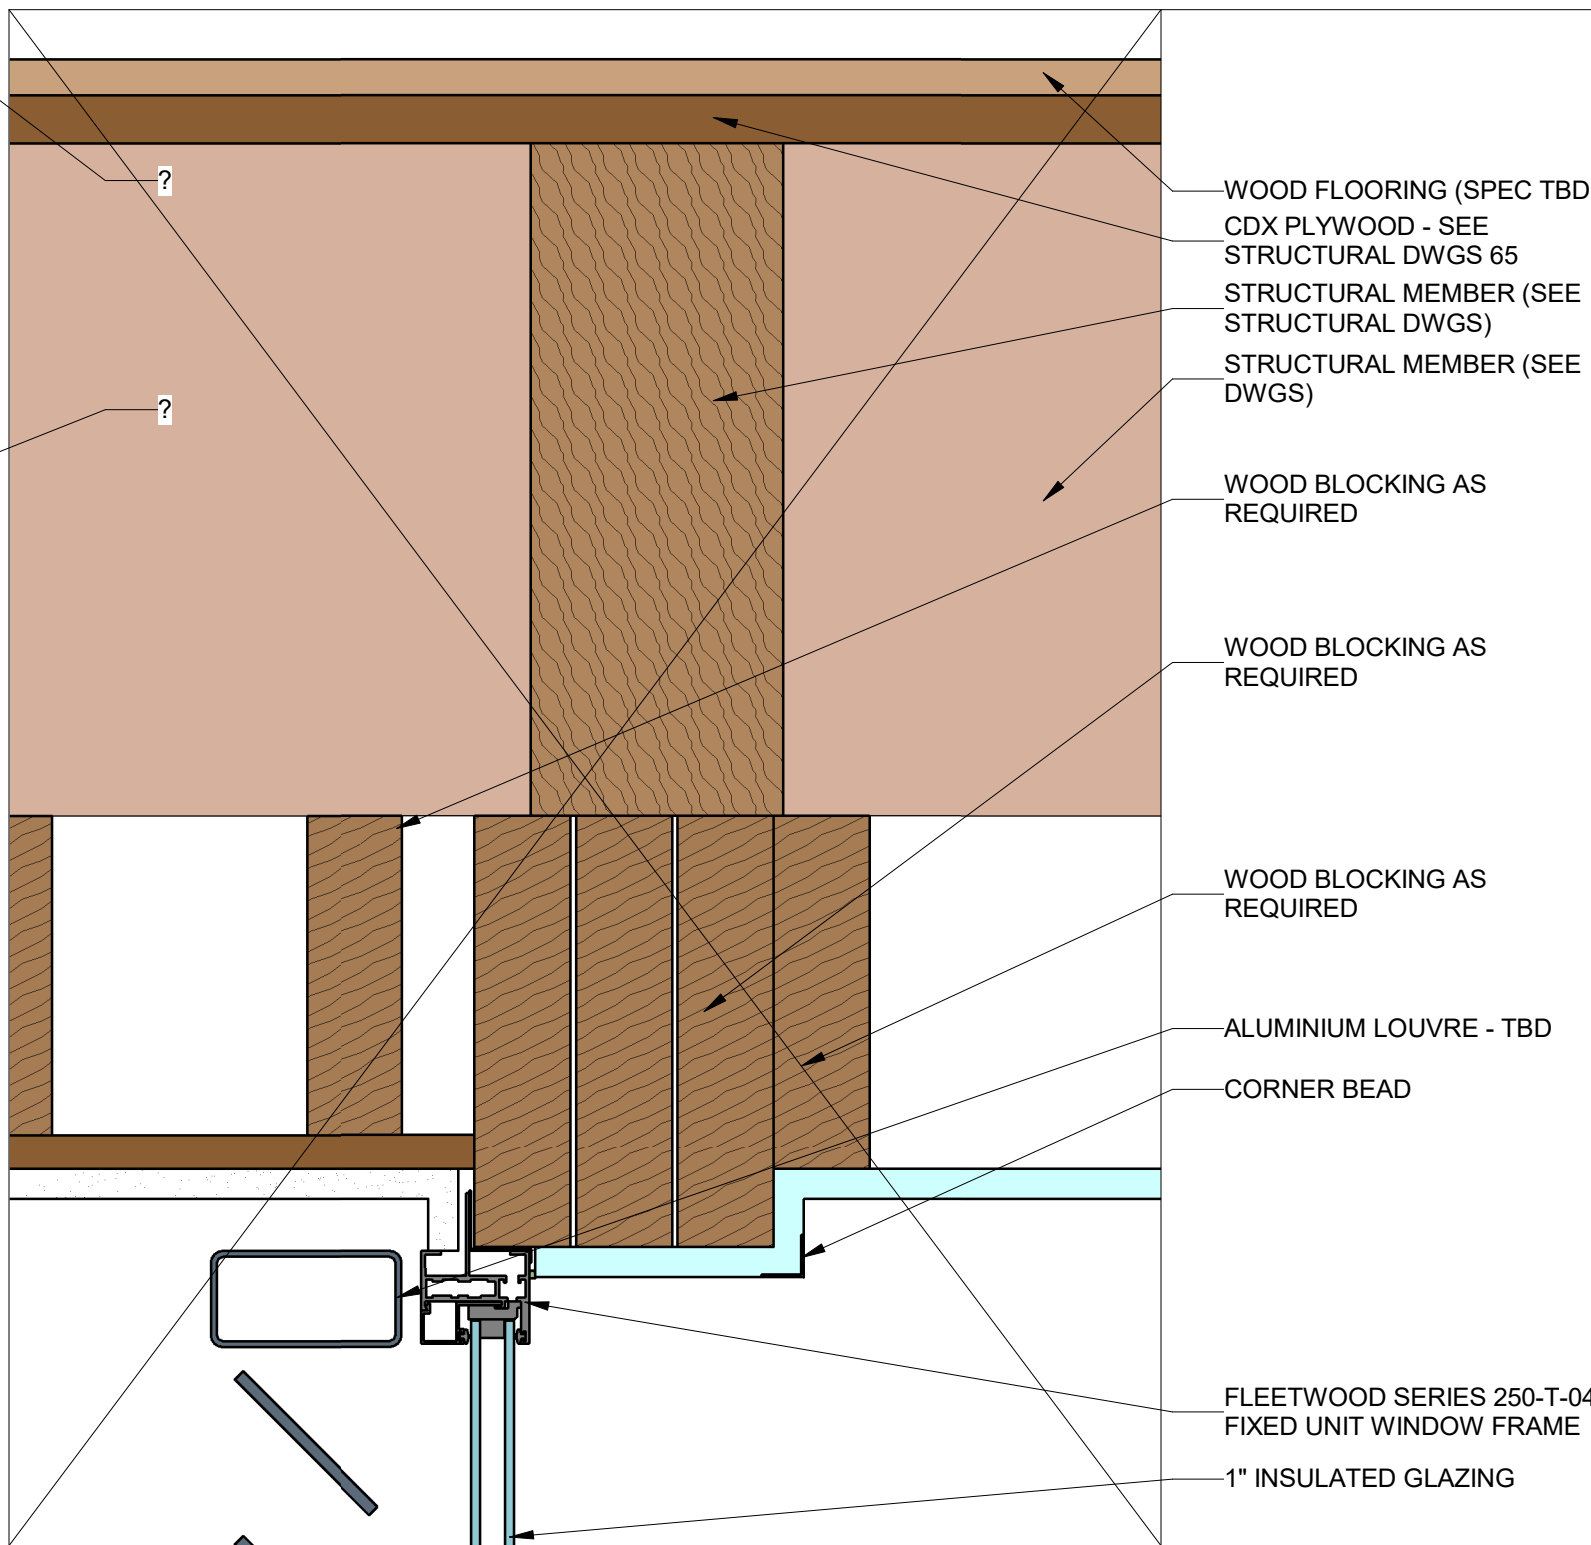 ?
?
WOOD FLOORING (SPEC TBD
CDX PLYWOOD - SEE
STRUCTURAL DWGS 65
STRUCTURAL MEMBER (SEE
STRUCTURAL DWGS)
STRUCTURAL MEMBER (SEE
DWGS)
WOOD BLOCKING AS
REQUIRED
WOOD BLOCKING AS
REQUIRED
WOOD BLOCKING AS
REQUIRED
ALUMINIUM LOUVRE - TBD
CORNER BEAD
FLEETWOOD SERIES 250-T-04
FIXED UNIT WINDOW FRAME
1" INSULATED GLAZING